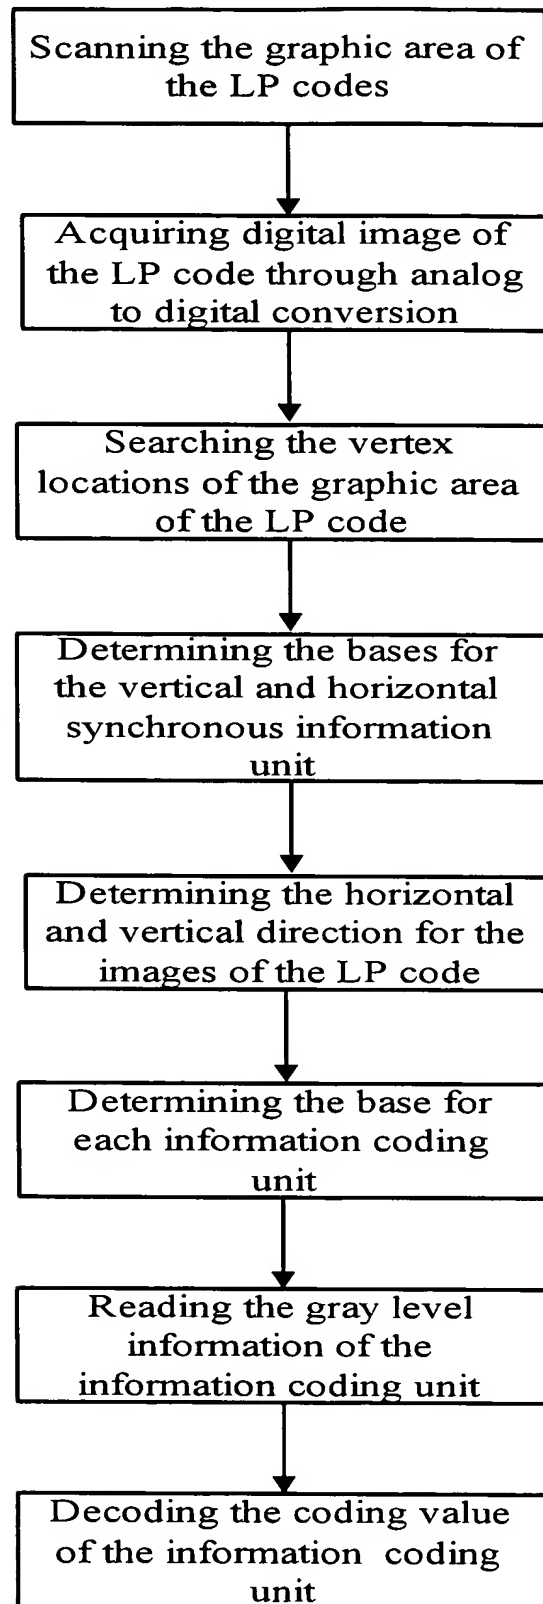 Scanning the graphic area of
the LP codes
Acquiring digital image of
the LP code through analog
to digital conversion
Searching the vertex
locations of the graphic area
of the LP code
Determining the bases for
the vertical and horizontal
synchronous information
unit
Determining the horizontal
and vertical direction for the
images of the LP code
Determining the base for
each information coding
unit
Reading the gray level
information of the
information coding unit
Decoding the coding value
of the information coding
unit